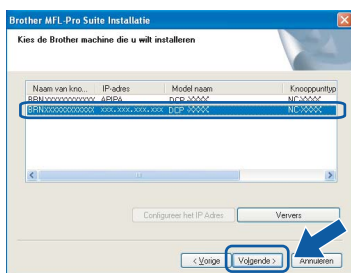 Brother MFL-Pro Suite Installatie
Kies de Brother machine die u wilt installeren
Naam van kno... IP-adres Model naam Knooppunttyp
BRNXXXXXXXXXXXX APIPA DCP-XXXX NC-XXXX
BRNXXXXXXXXXXXX xxx.xxx.xxx.xxx DCP-XXXX NC-XXXX
Configureer het IP Adres Ververs
< Vorige Volgende > Annuleren